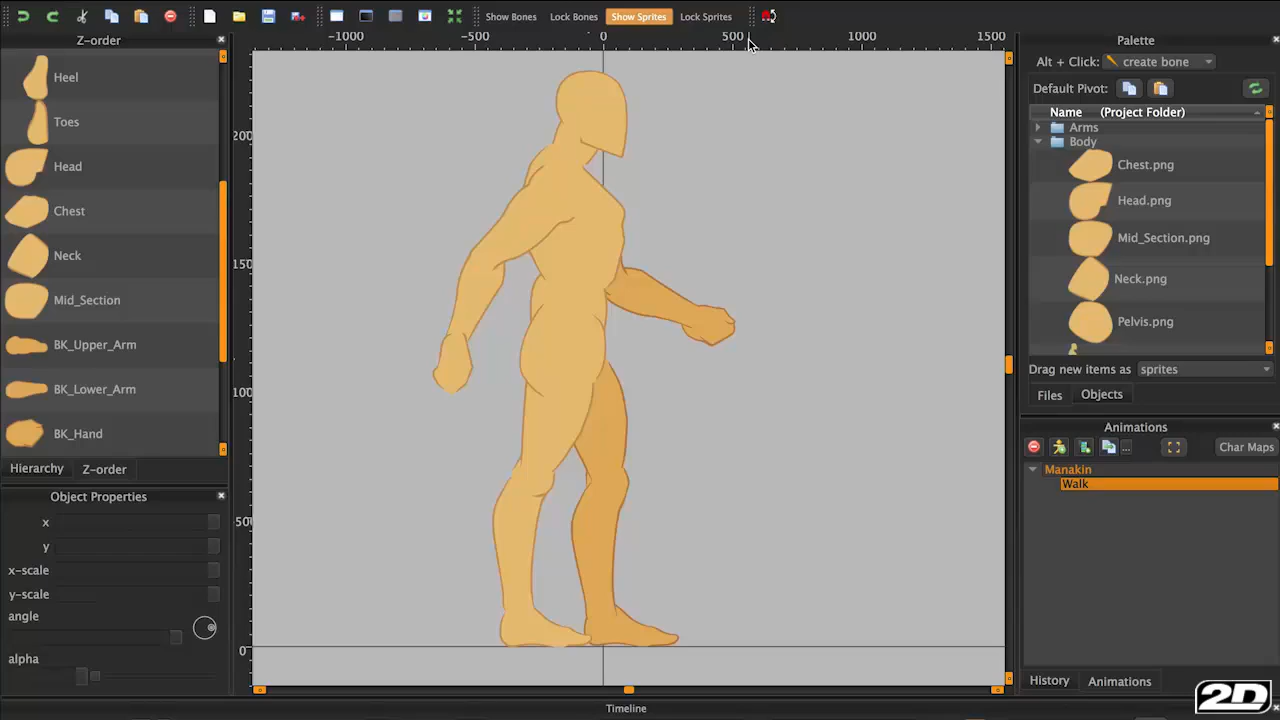 Show Bones Lock Bones Show Sprites Lock Sprites
Z-order
Heel
Toes
Head
Chest
Neck
Mid_Section
BK_Upper_Arm
BK_Lower_Arm
BK_Hand
Hierarchy Z-order
Object Properties
x
y
x-scale
y-scale
angle
alpha
-1000 -500 0 500 1000 1500
200
150
100
500
0
Palette
Alt + Click: create bone
Default Pivot:
Name (Project Folder)
Arms
Body
Chest.png
Head.png
Mid_Section.png
Neck.png
Pelvis.png
Drag new items as sprites
Files Objects
Animations
... Char Maps
Manakin
Walk
History Animations
2D
Timeline